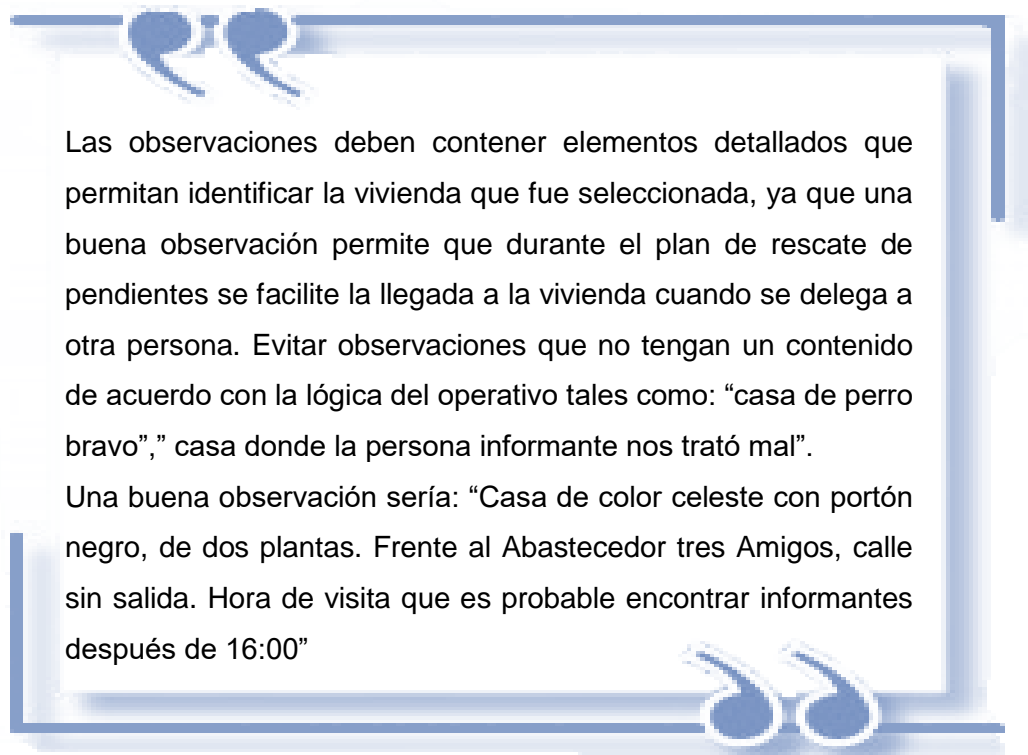 Las observaciones deben contener elementos detallados que
permitan identificar la vivienda que fue seleccionada, ya que una
buena observación permite que durante el plan de rescate de
pendientes se facilite la llegada a la vivienda cuando se delega a
otra persona. Evitar observaciones que no tengan un contenido
de acuerdo con la lógica del operativo tales como: “casa de perro
bravo”,” casa donde la persona informante nos trató mal”.
Una buena observación sería: “Casa de color celeste con portón
negro, de dos plantas. Frente al Abastecedor tres Amigos, calle
sin salida. Hora de visita que es probable encontrar informantes
después de 16:00”